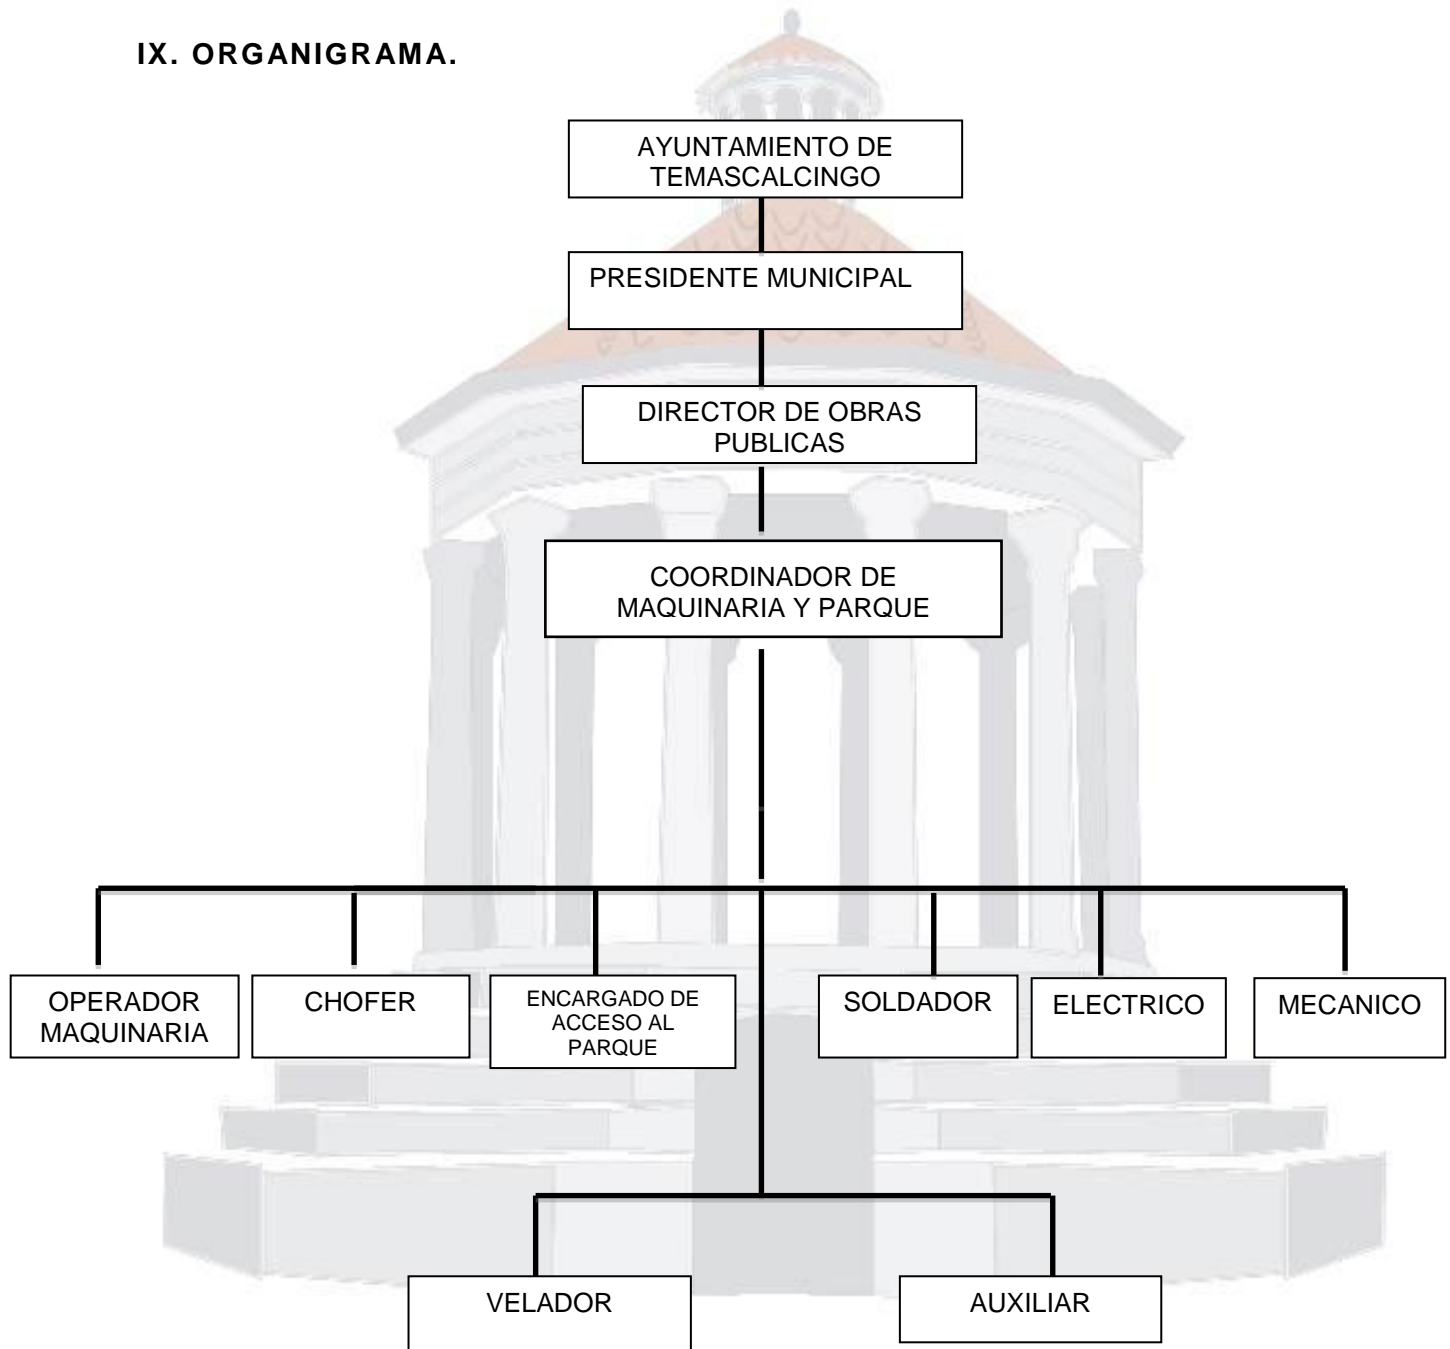 IX. ORGANIGRAMA.
AYUNTAMIENTO DE
TEMASCALCINGO
PRESIDENTE MUNICIPAL
DIRECTOR DE OBRAS
PUBLICAS
COORDINADOR DE
MAQUINARIA Y PARQUE
OPERADOR
MAQUINARIA
CHOFER
ENCARGADO DE
ACCESO AL
PARQUE
SOLDADOR
ELECTRICO
MECANICO
VELADOR
AUXILIAR